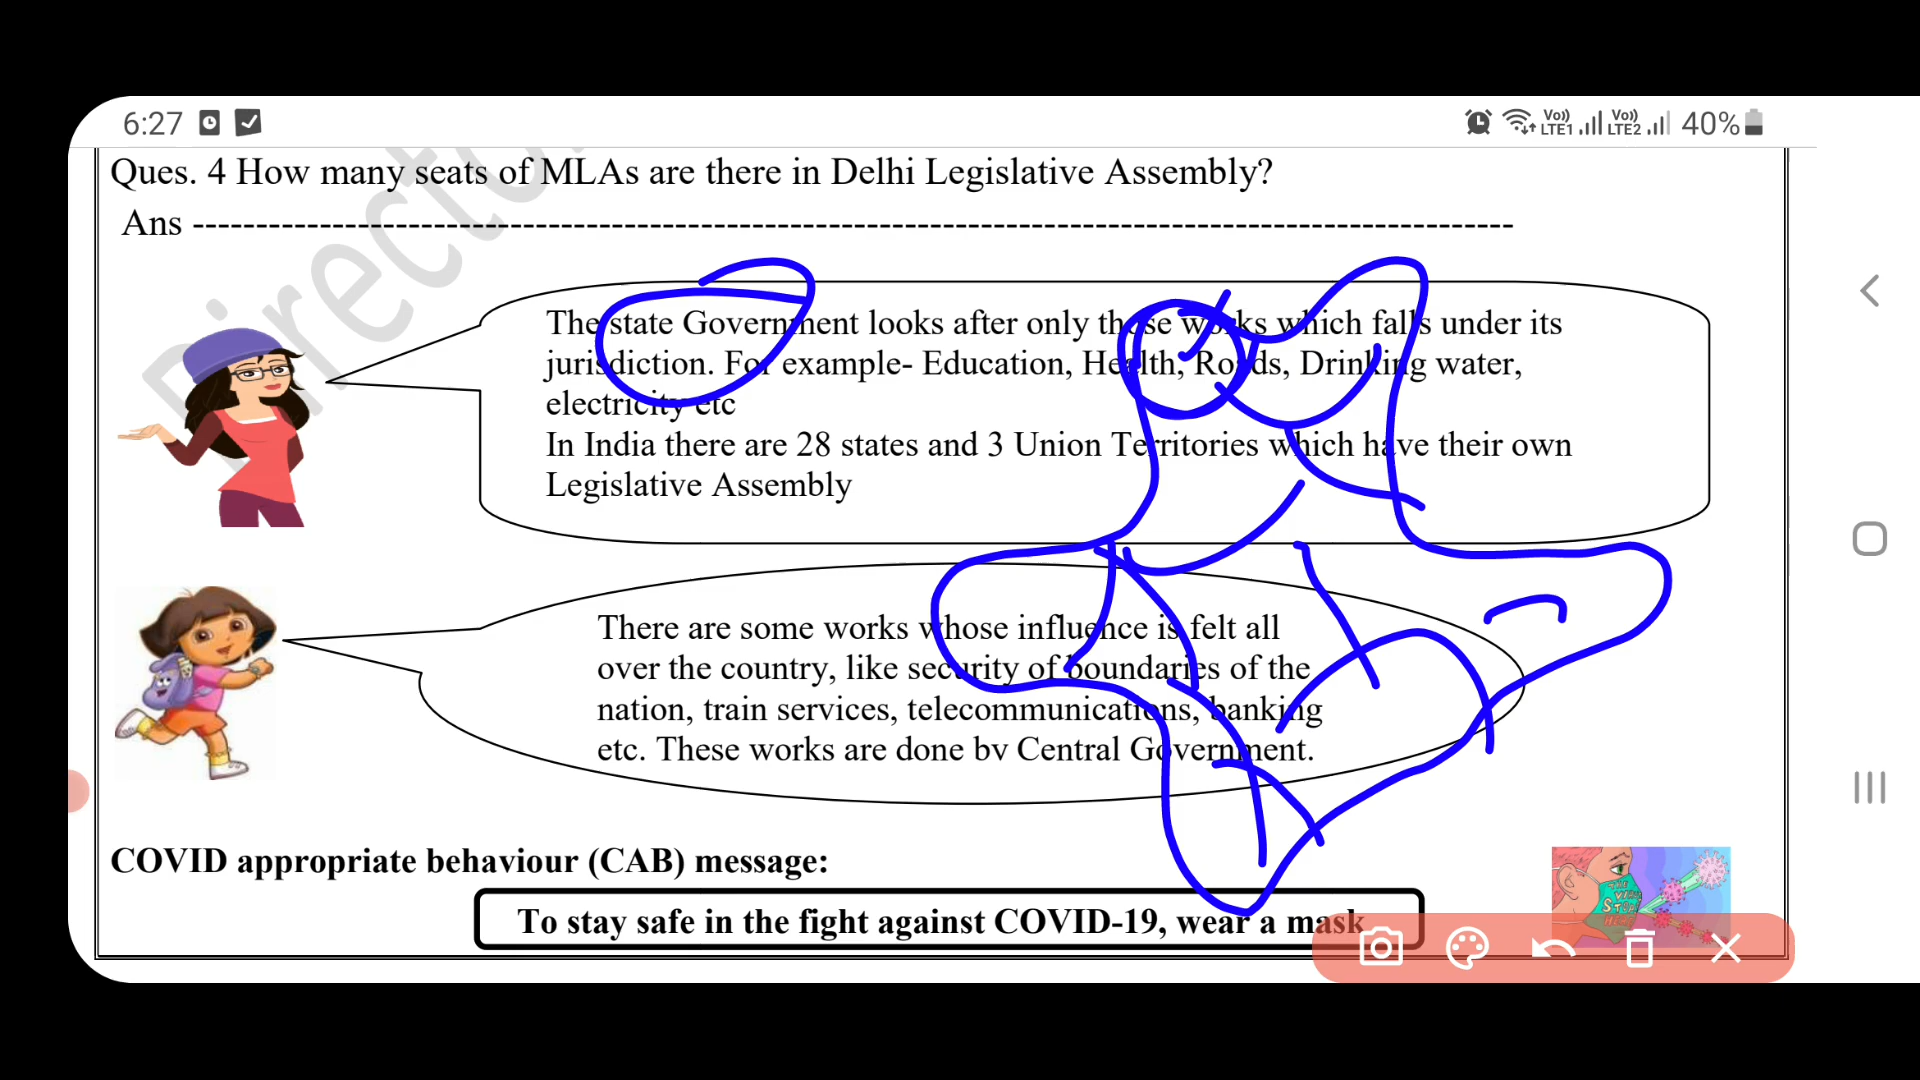 6:27 Vo)) LTE1 Vo)) LTE2 40%
Ques. 4 How many seats of MLAs are there in Delhi Legislative Assembly?
Ans -----------------------------------------------------------------------------------------------
The state Government looks after only those works which falls under its
jurisdiction. For example- Education, Health, Roads, Drinking water,
electricity etc
In India there are 28 states and 3 Union Territories which have their own
Legislative Assembly
There are some works whose influence is felt all
over the country, like security of boundaries of the
nation, train services, telecommunications, banking
etc. These works are done by Central Government.
COVID appropriate behaviour (CAB) message:
To stay safe in the fight against COVID-19, wear a mask